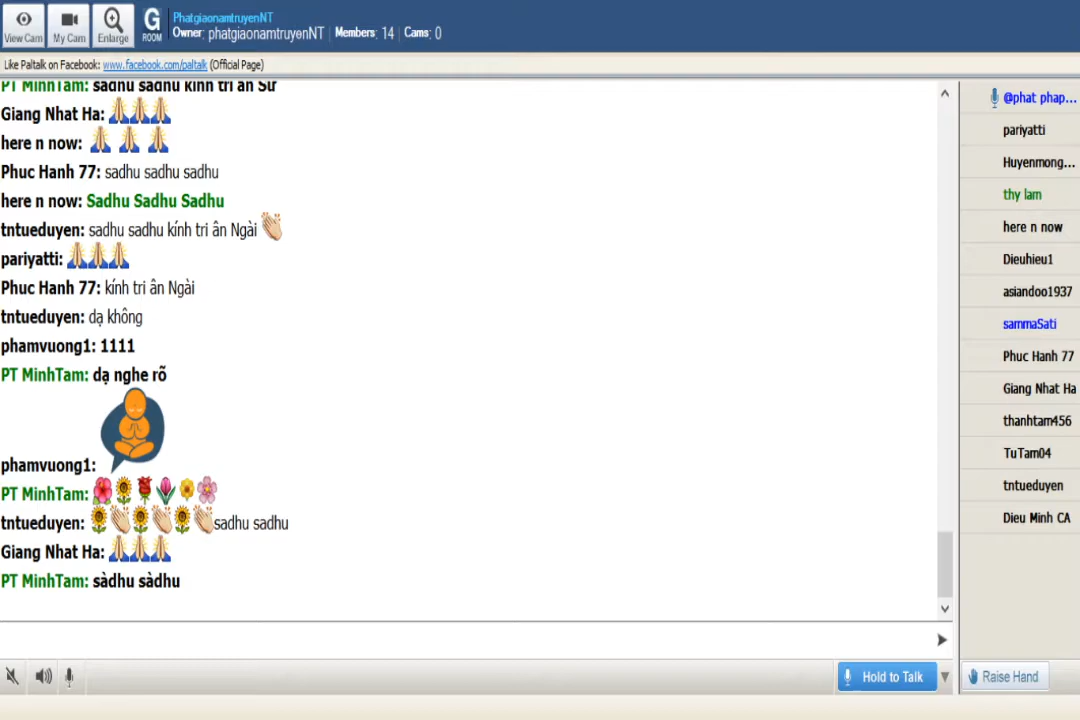 PhatgiaonamtruyenNT
Owner: phatgiaonamtruyenNT Members: 14 Cams: 0
View Cam My Cam Enlarge G ROOM
Like Paltalk on Facebook: www.facebook.com/paltalk (Official Page)
PT MinhTam: sadhu sadhu kính tri ân Sư
Giang Nhat Ha:
here n now:
Phuc Hanh 77: sadhu sadhu sadhu
here n now: Sadhu Sadhu Sadhu
tntueduyen: sadhu sadhu kính tri ân Ngài
pariyatti:
Phuc Hanh 77: kính tri ân Ngài
tntueduyen: dạ không
phamvuong1: 1111
PT MinhTam: dạ nghe rõ
phamvuong1:
PT MinhTam:
tntueduyen: sadhu sadhu
Giang Nhat Ha:
PT MinhTam: sàdhu sàdhu
@phat phap...
pariyatti
Huyenmong...
thy lam
here n now
Dieuhieu1
asiandoo1937
sammaSati
Phuc Hanh 77
Giang Nhat Ha
thanhtam456
TuTam04
tntueduyen
Dieu Minh CA
Hold to Talk
Raise Hand